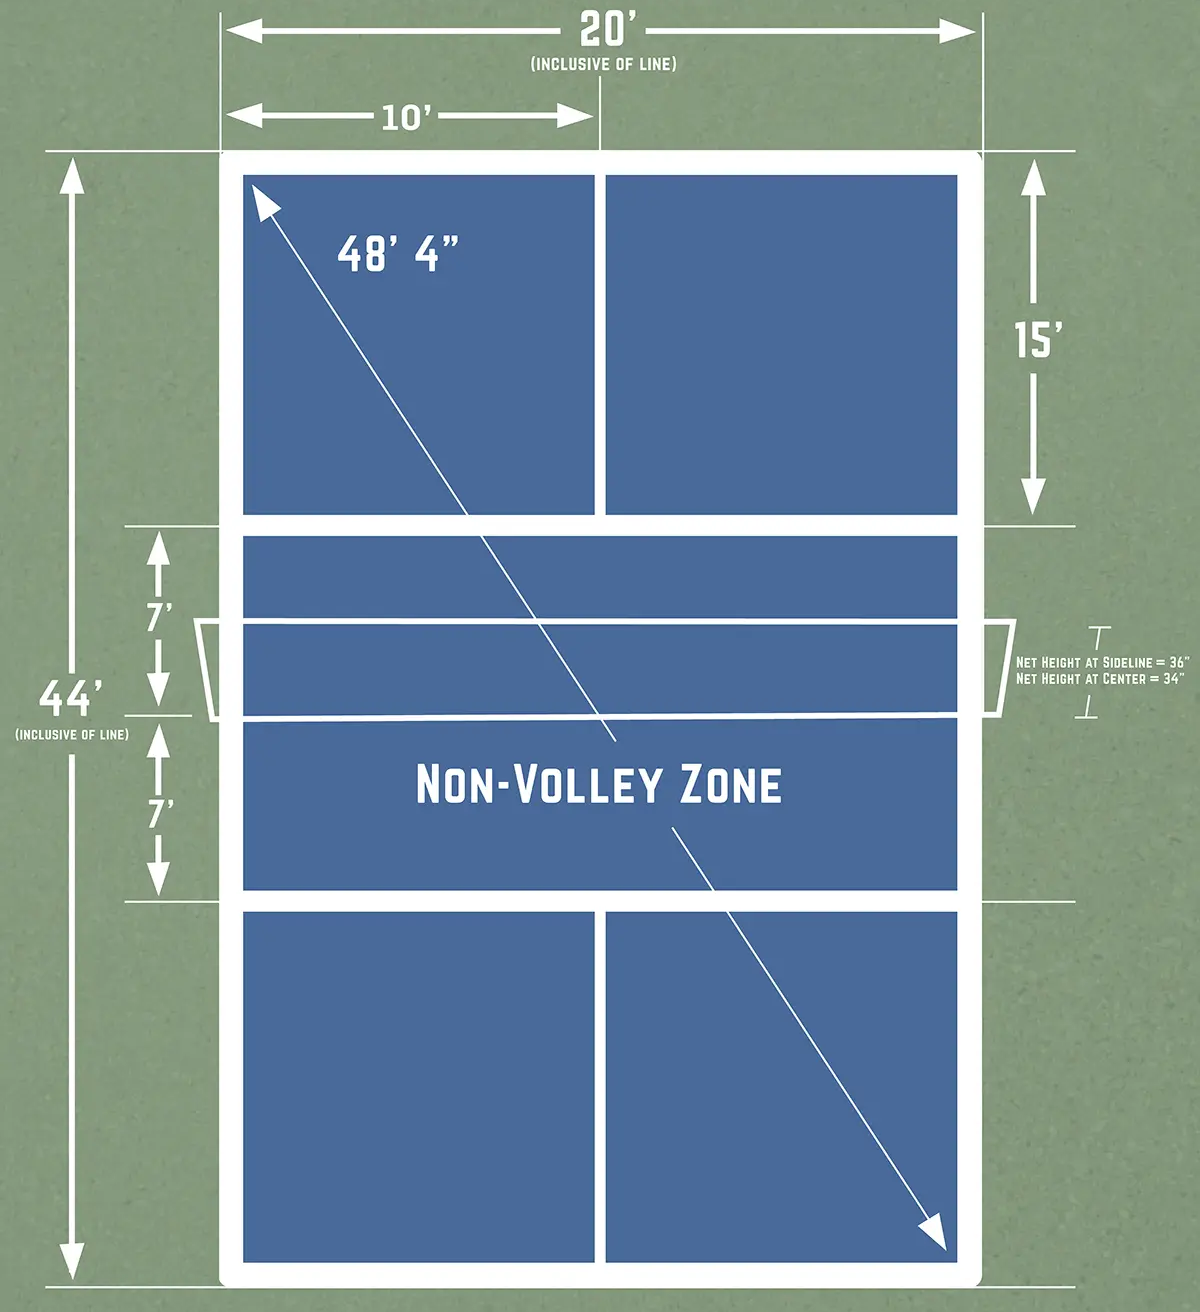 20’
(INCLUSIVE OF LINE)
10’
48’ 4”
15’
7’
NET HEIGHT AT SIDELINE = 36"
NET HEIGHT AT CENTER = 34"
44’
(INCLUSIVE OF LINE)
NON-VOLLEY ZONE
7’